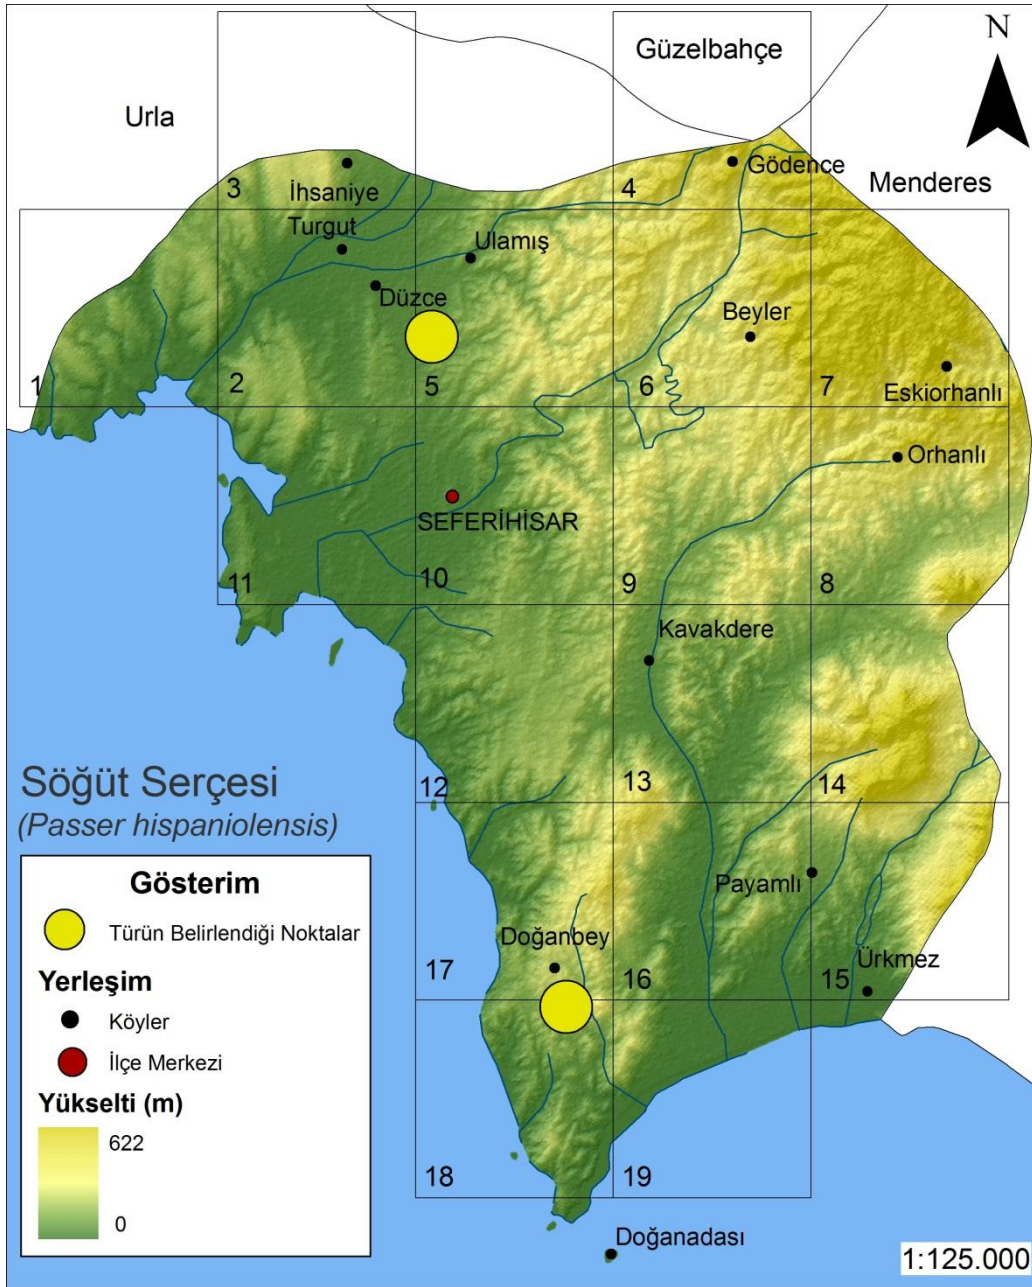 N
Güzelbahçe
Urla
Menderes
3
4
Gödence
İhsaniye
Turgut
Ulamış
Düzce
Beyler
1
2
5
6
7
Eskiorhanlı
Orhanlı
SEFERİHİSAR
11
10
9
8
Kavakdere
12
13
14
Söğüt Serçesi
(Passer hispaniolensis)
Payamlı
Doğanbey
Ürkmez
17
16
15
18
19
Doğanadası
Gösterim
Türün Belirlendiği Noktalar
Yerleşim
Köyler
İlçe Merkezi
Yükselti (m)
622
0
1:125.000